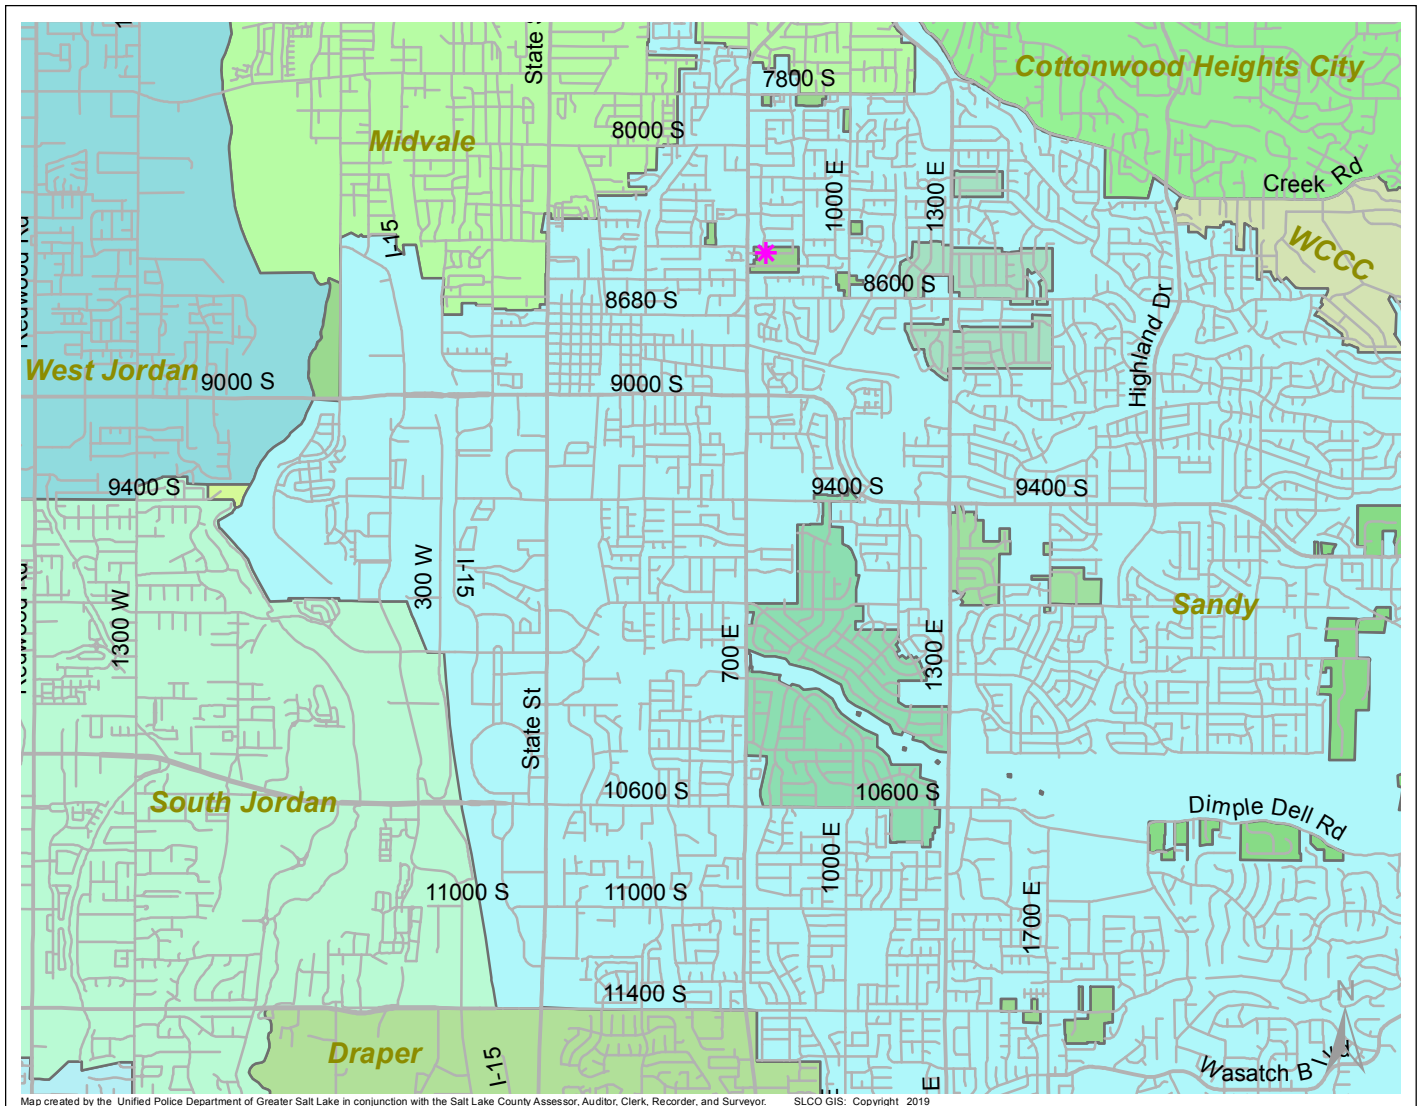 State S
Cottonwood Heights City
7800 S
Midvale
8000 S
1000 E
1300 E
Creek Rd
I-15
WCCC
8600 S
8680 S
Highland Dr
West Jordan
9000 S
9000 S
9400 S
9400 S
9400 S
300 W
I-15
1300 W
Sandy
700 E
1300 E
State St
10600 S
10600 S
South Jordan
Dimple Dell Rd
1000 E
11000 S
11000 S
1700 E
11400 S
N
Draper
I-15
Wasatch Blvd
E
E
Map created by the Unified Police Department of Greater Salt Lake in conjunction with the Salt Lake County Assessor, Auditor, Clerk, Recorder, and Surveyor. SLCO GIS: Copyright 2019